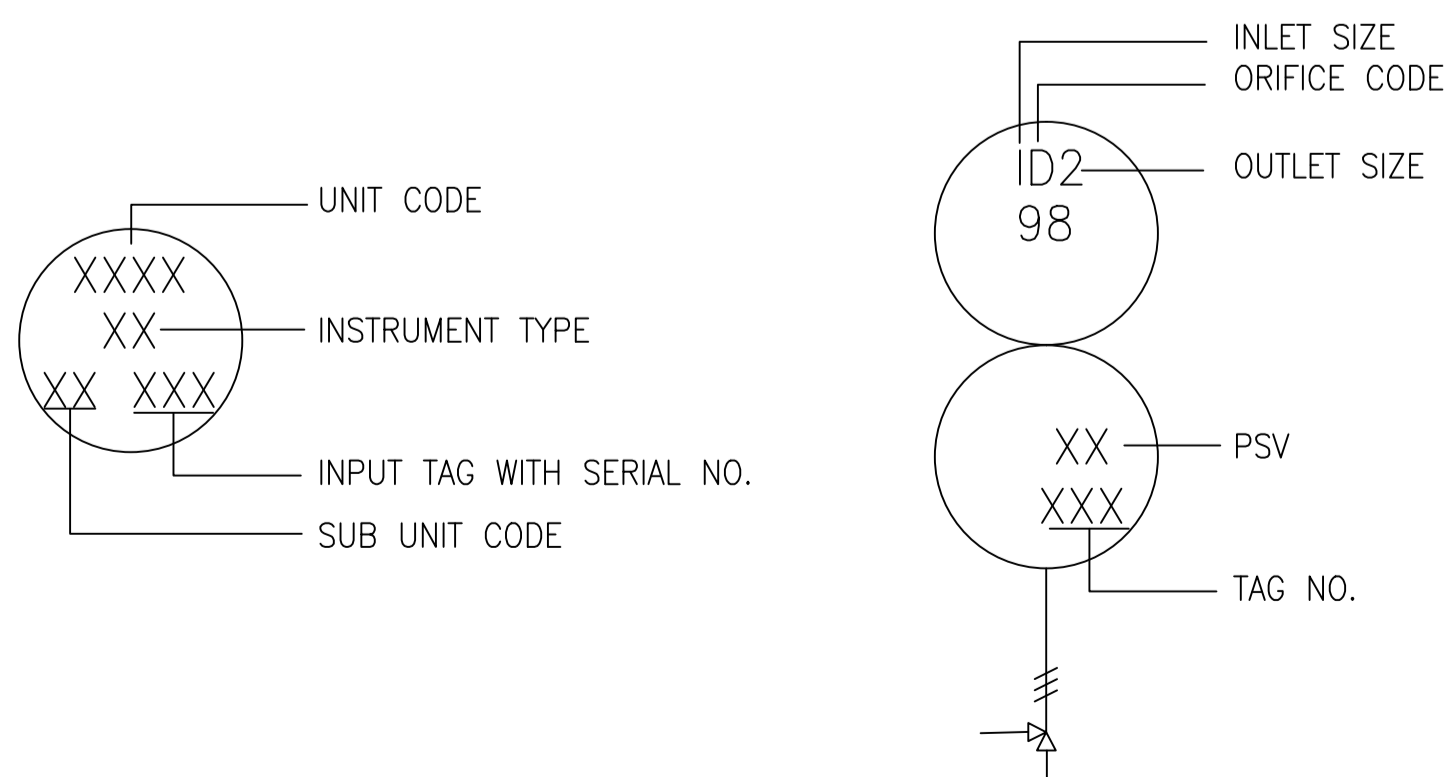 UNIT CODE
XXXX
XX
INSTRUMENT TYPE
XX XXX
INPUT TAG WITH SERIAL NO.
SUB UNIT CODE
INLET SIZE
ORIFICE CODE
ID2
OUTLET SIZE
98
XX
PSV
XXX
TAG NO.